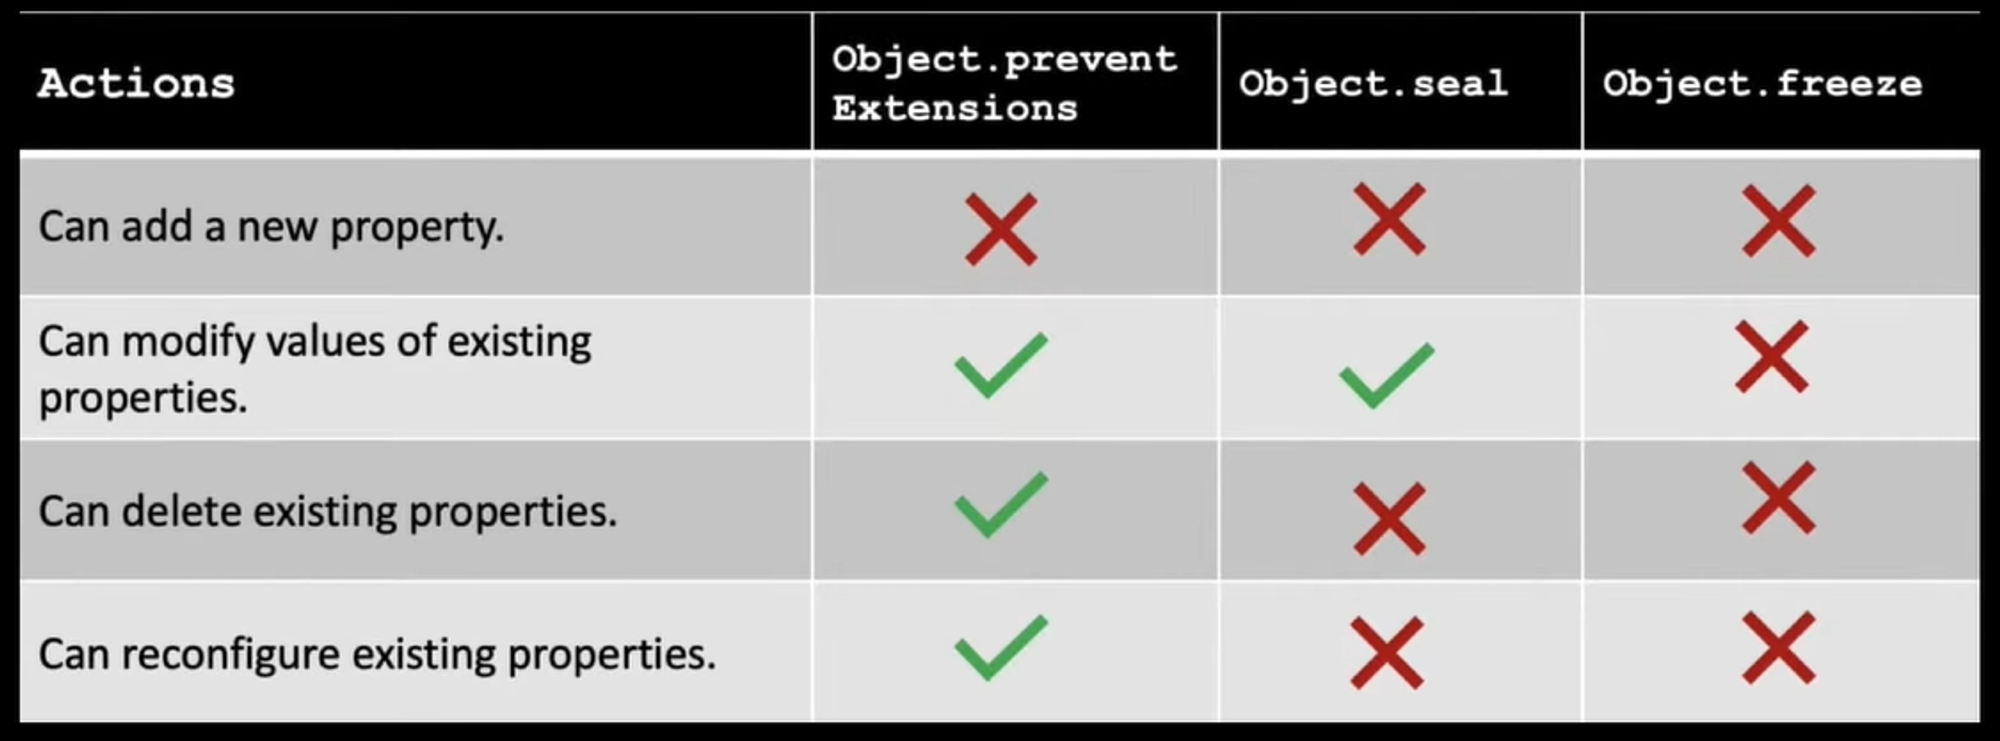 Actions
Object.prevent
Extensions
Object.seal
Object.freeze
Can add a new property.
Can modify values of existing
properties.
Can delete existing properties.
Can reconfigure existing properties.